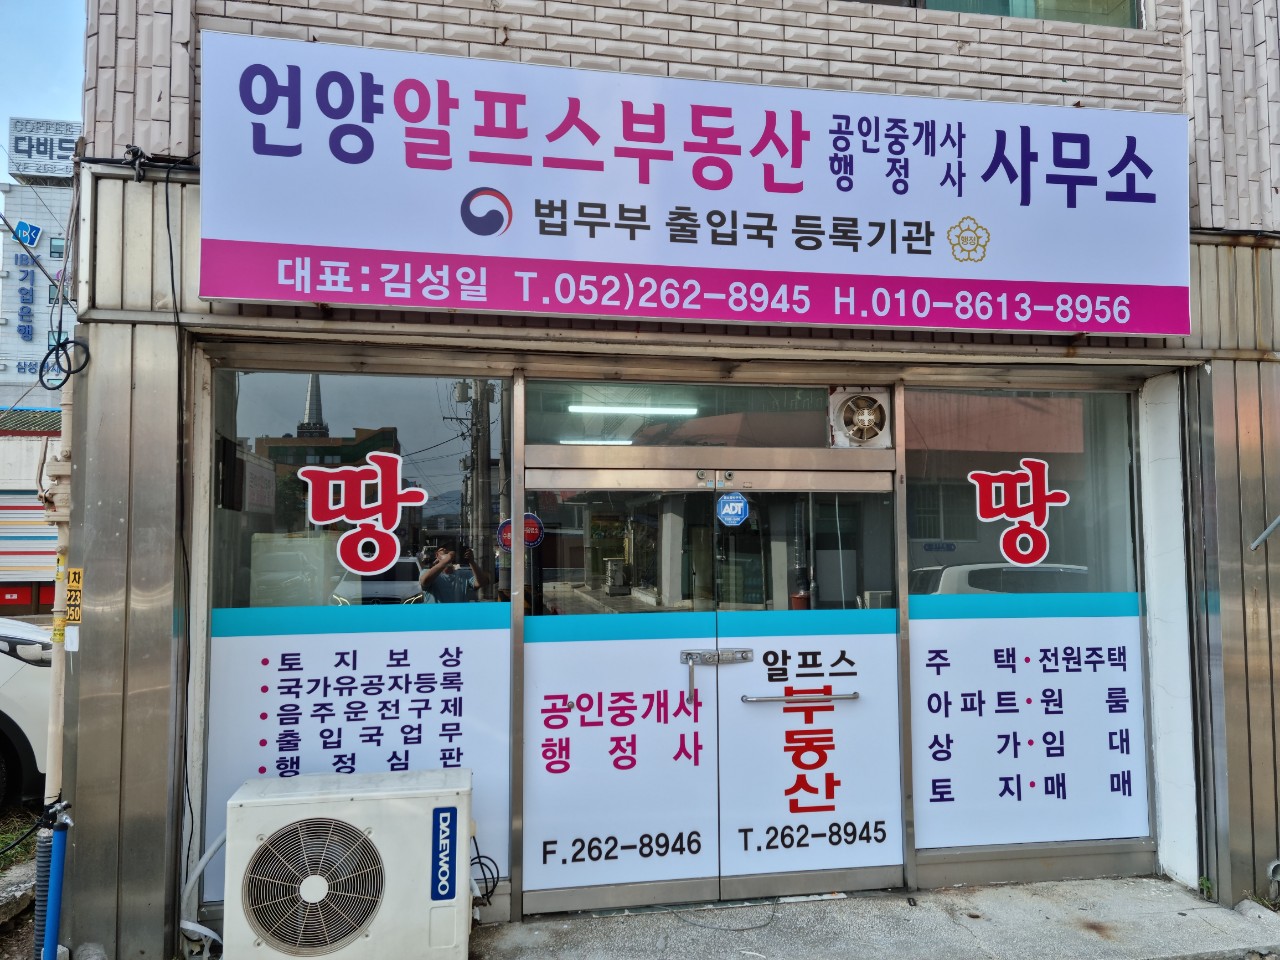 언양알프스부동산 공인중개사 행정사 사무소
법무부 출입국 등록기관 행정
대표:김성일 T.052)262-8945 H.010-8613-8956
COFFEE
다비드
IBK기업은행
땅
땅
ADT
• 토지보상
• 국가유공자등록
• 음주운전구제
• 출입국업무
• 행정심판
공인중개사
행정사
F.262-8946
알프스
부동산
T.262-8945
주택·전원주택
아파트·원룸
상가·임대
토지·매매
DAEWOO